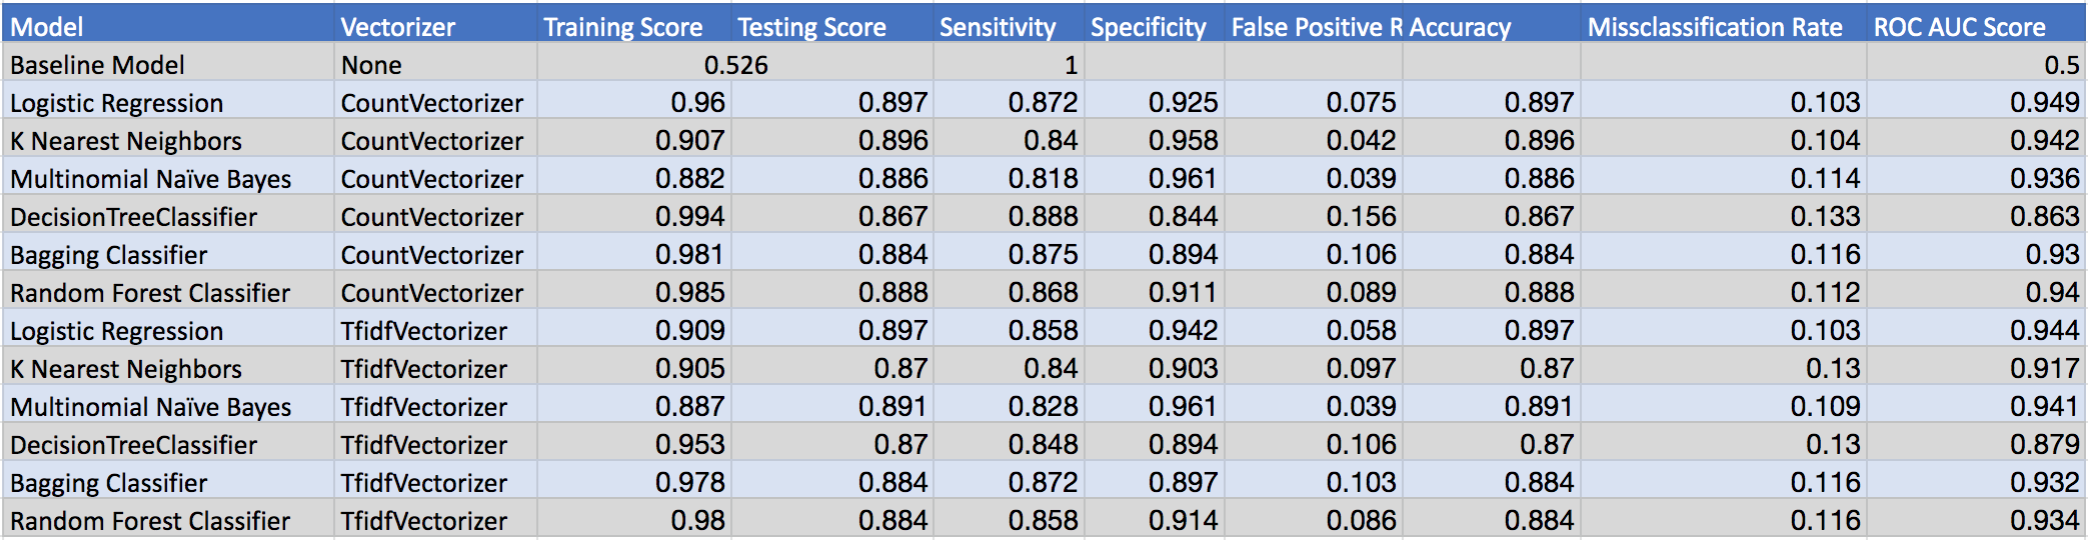 Model Vectorizer Training Score Testing Score Sensitivity Specificity False Positive R Accuracy Missclassification Rate ROC AUC Score
Baseline Model None 0.526 1 0.5
Logistic Regression CountVectorizer 0.96 0.897 0.872 0.925 0.075 0.897 0.103 0.949
K Nearest Neighbors CountVectorizer 0.907 0.896 0.84 0.958 0.042 0.896 0.104 0.942
Multinomial Naïve Bayes CountVectorizer 0.882 0.886 0.818 0.961 0.039 0.886 0.114 0.936
DecisionTreeClassifier CountVectorizer 0.994 0.867 0.888 0.844 0.156 0.867 0.133 0.863
Bagging Classifier CountVectorizer 0.981 0.884 0.875 0.894 0.106 0.884 0.116 0.93
Random Forest Classifier CountVectorizer 0.985 0.888 0.868 0.911 0.089 0.888 0.112 0.94
Logistic Regression TfidfVectorizer 0.909 0.897 0.858 0.942 0.058 0.897 0.103 0.944
K Nearest Neighbors TfidfVectorizer 0.905 0.87 0.84 0.903 0.097 0.87 0.13 0.917
Multinomial Naïve Bayes TfidfVectorizer 0.887 0.891 0.828 0.961 0.039 0.891 0.109 0.941
DecisionTreeClassifier TfidfVectorizer 0.953 0.87 0.848 0.894 0.106 0.87 0.13 0.879
Bagging Classifier TfidfVectorizer 0.978 0.884 0.872 0.897 0.103 0.884 0.116 0.932
Random Forest Classifier TfidfVectorizer 0.98 0.884 0.858 0.914 0.086 0.884 0.116 0.934